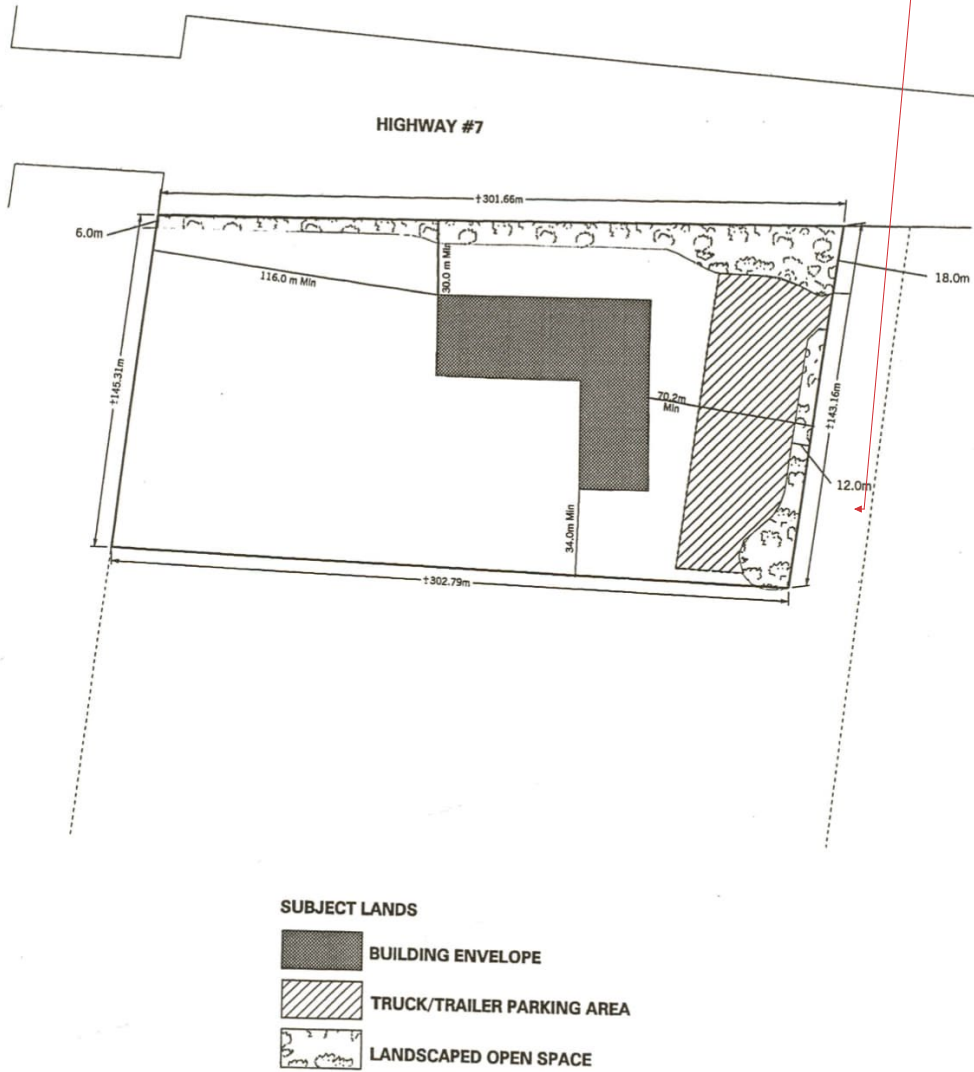 HIGHWAY #7
±301.66m
6.0m
18.0m
116.0 m Min
30.0 m Min
±145.31m
70.2m
Min
±143.16m
12.0m
34.0m Min
±302.79m
SUBJECT LANDS
BUILDING ENVELOPE
TRUCK/TRAILER PARKING AREA
LANDSCAPED OPEN SPACE